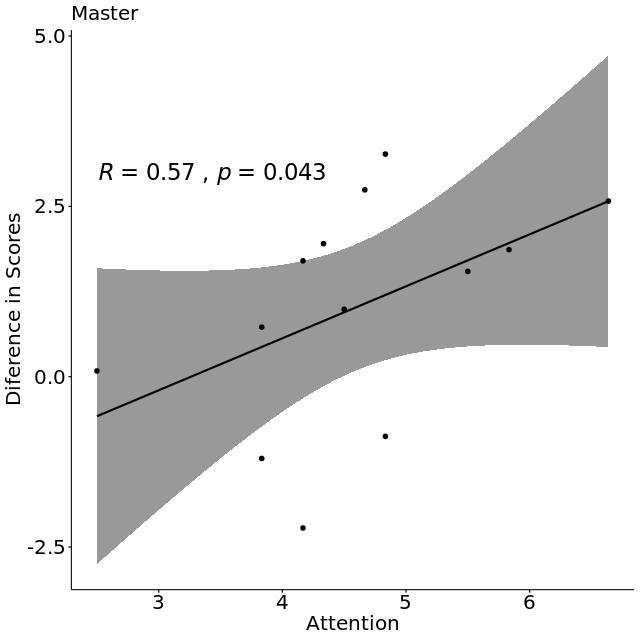 Master
5.0
R = 0.57 , p = 0.043
2.5
Diference in Scores
0.0
-2.5
3 4 5 6
Attention